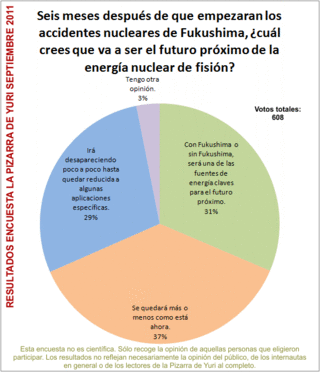 Seis meses después de que empezaran los
accidentes nucleares de Fukushima, ¿cuál
crees que va a ser el futuro próximo de la
energía nuclear de fisión?
RESULTADOS ENCUESTA LA PIZARRA DE YURI SEPTIEMBRE 2011
Tengo otra
opinión.
3%
Votos totales:
608
Irá
desapareciendo
poco a poco hasta
quedar reducida a
algunas
aplicaciones
específicas.
29%
Con Fukushima o
sin Fukushima,
será una de las
fuentes de
energía claves
para el futuro
próximo.
31%
Se quedará más o
menos como está
ahora.
37%
Esta encuesta no es científica. Sólo recoge la opinión de aquellas personas que eligieron
participar. Los resultados no reflejan necesariamente la opinión del público, de los internautas
en general o de los lectores de la Pizarra de Yuri al completo.